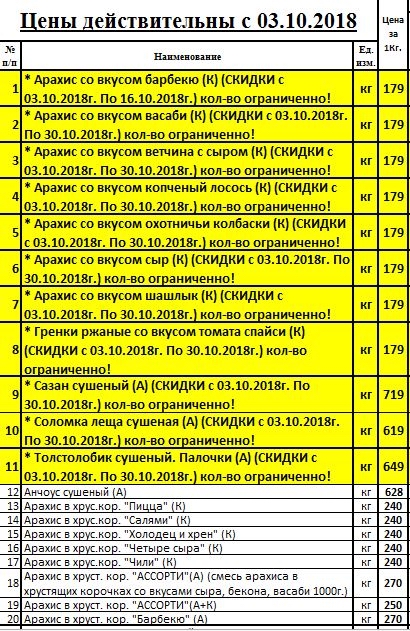 Цены действительны с 03.10.2018
Цена
за
1Кг.
№
п/п
Наименование
Ед.
изм.
1 * Арахис со вкусом барбекю (К) (СКИДКИ с кг 179
03.10.2018г. По 16.10.2018г.) кол-во ограниченно!
2 * Арахис со вкусом васаби (К) (СКИДКИ с 03.10.2018г. кг 179
По 30.10.2018г.) кол-во ограниченно!
3 * Арахис со вкусом ветчина с сыром (К) (СКИДКИ с кг 179
03.10.2018г. По 30.10.2018г.) кол-во ограниченно!
4 * Арахис со вкусом копченый лосось (К) (СКИДКИ с кг 179
03.10.2018г. По 30.10.2018г.) кол-во ограниченно!
5 * Арахис со вкусом охотничьи колбаски (К) (СКИДКИ кг 179
с 03.10.2018г. По 30.10.2018г.) кол-во ограниченно!
6 * Арахис со вкусом сыр (К) (СКИДКИ с 03.10.2018г. По кг 179
30.10.2018г.) кол-во ограниченно!
7 * Арахис со вкусом шашлык (К) (СКИДКИ с кг 179
03.10.2018г. По 30.10.2018г.) кол-во ограниченно!
8 * Гренки ржаные со вкусом томата спайси (К) кг 179
(СКИДКИ с 03.10.2018г. По 30.10.2018г.) кол-во
ограниченно!
9 * Сазан сушеный (А) (СКИДКИ с 03.10.2018г. По кг 719
30.10.2018г.) кол-во ограниченно!
10 * Соломка леща сушеная (А) (СКИДКИ с 03.10.2018г. кг 619
По 30.10.2018г.) кол-во ограниченно!
11 * Толстолобик сушеный. Палочки (А) (СКИДКИ с кг 649
03.10.2018г. По 30.10.2018г.) кол-во ограниченно!
12 Анчоус сушеный (А) кг 628
13 Арахис в хрус.кор. "Пицца" (К) кг 240
14 Арахис в хрус.кор. "Салями" (К) кг 240
15 Арахис в хрус.кор. "Холодец и хрен" (К) кг 240
16 Арахис в хрус.кор. "Четыре сыра" (К) кг 240
17 Арахис в хрус.кор. "Чили" (К) кг 240
18 Арахис в хруст. кор. "АССОРТИ"(А) (смесь арахиса в кг 270
хрустящих корочках со вкусами сыра, бекона, васаби 1000г.)
19 Арахис в хруст. кор. "АССОРТИ"(А+К) кг 250
20 Арахис в хруст. кор. "Барбекю" (А) кг 270